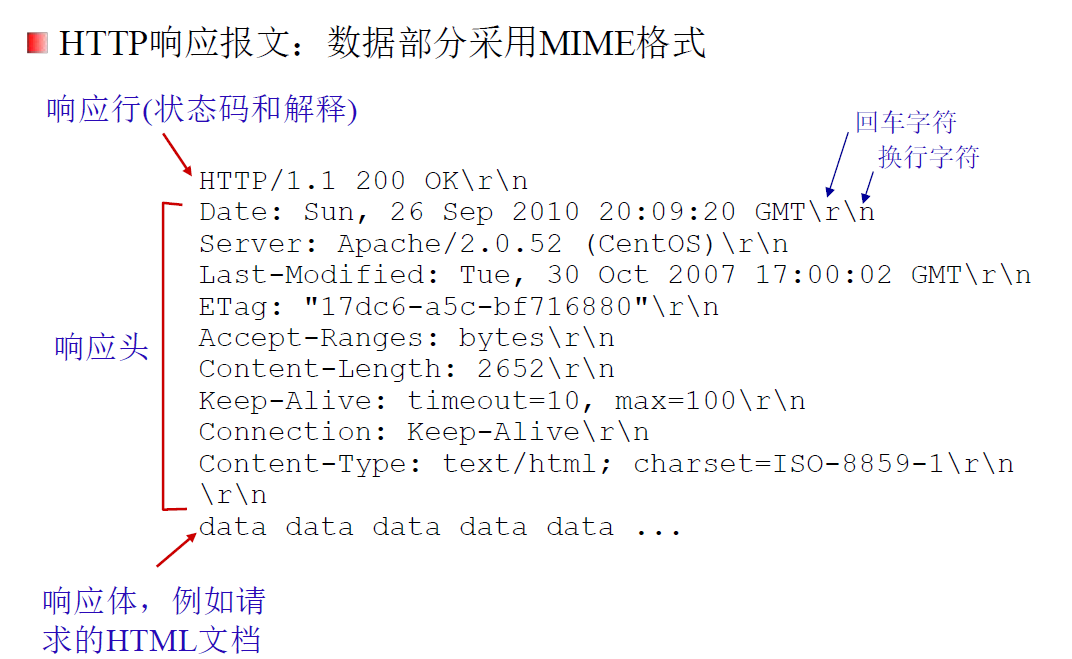 HTTP响应报文：数据部分采用MIME格式
响应行(状态码和解释)
回车字符
换行字符
HTTP/1.1 200 OK\r\n
Date: Sun, 26 Sep 2010 20:09:20 GMT\r\n
Server: Apache/2.0.52 (CentOS)\r\n
Last-Modified: Tue, 30 Oct 2007 17:00:02 GMT\r\n
ETag: "17dc6-a5c-bf716880"\r\n
响应头
Accept-Ranges: bytes\r\n
Content-Length: 2652\r\n
Keep-Alive: timeout=10, max=100\r\n
Connection: Keep-Alive\r\n
Content-Type: text/html; charset=ISO-8859-1\r\n
\r\n
data data data data data ...
响应体，例如请
求的HTML文档